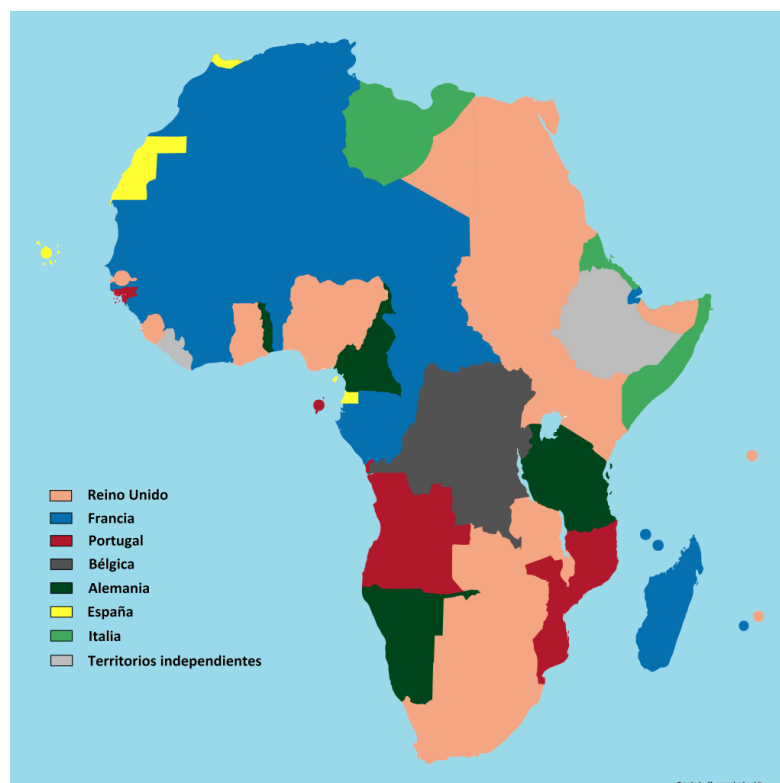 Reino Unido
Francia
Portugal
Bélgica
Alemania
España
Italia
Territorios independientes